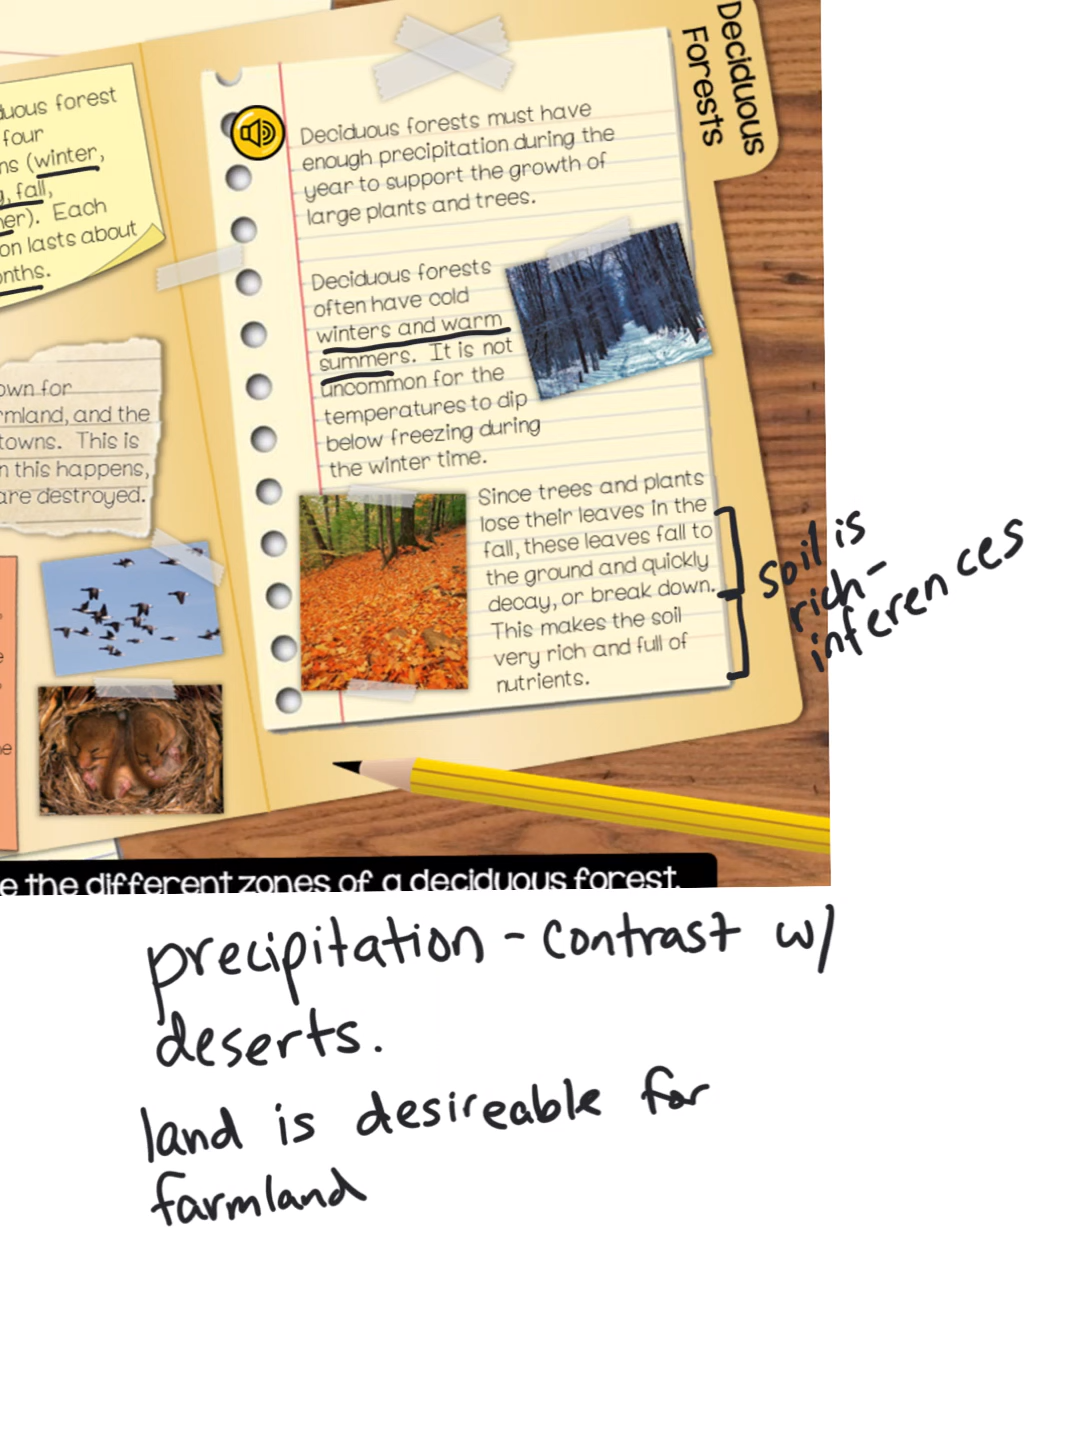 Deciduous
Forests
duous forest
four
ns (winter,
g, fall,
er). Each
on lasts about
onths.
own for
rmland, and the
towns. This is
n this happens,
are destroyed.
Deciduous forests must have
enough precipitation during the
year to support the growth of
large plants and trees.
Deciduous forests
often have cold
winters and warm
summers. It is not
uncommon for the
temperatures to dip
below freezing during
the winter time.
Since trees and plants
lose their leaves in the
fall, these leaves fall to
the ground and quickly
decay, or break down.
This makes the soil
very rich and full of
nutrients.
soil is
rich-
inferences
e the different zones of a deciduous forest.
precipitation - contrast w/
deserts.
land is desireable for
farmland